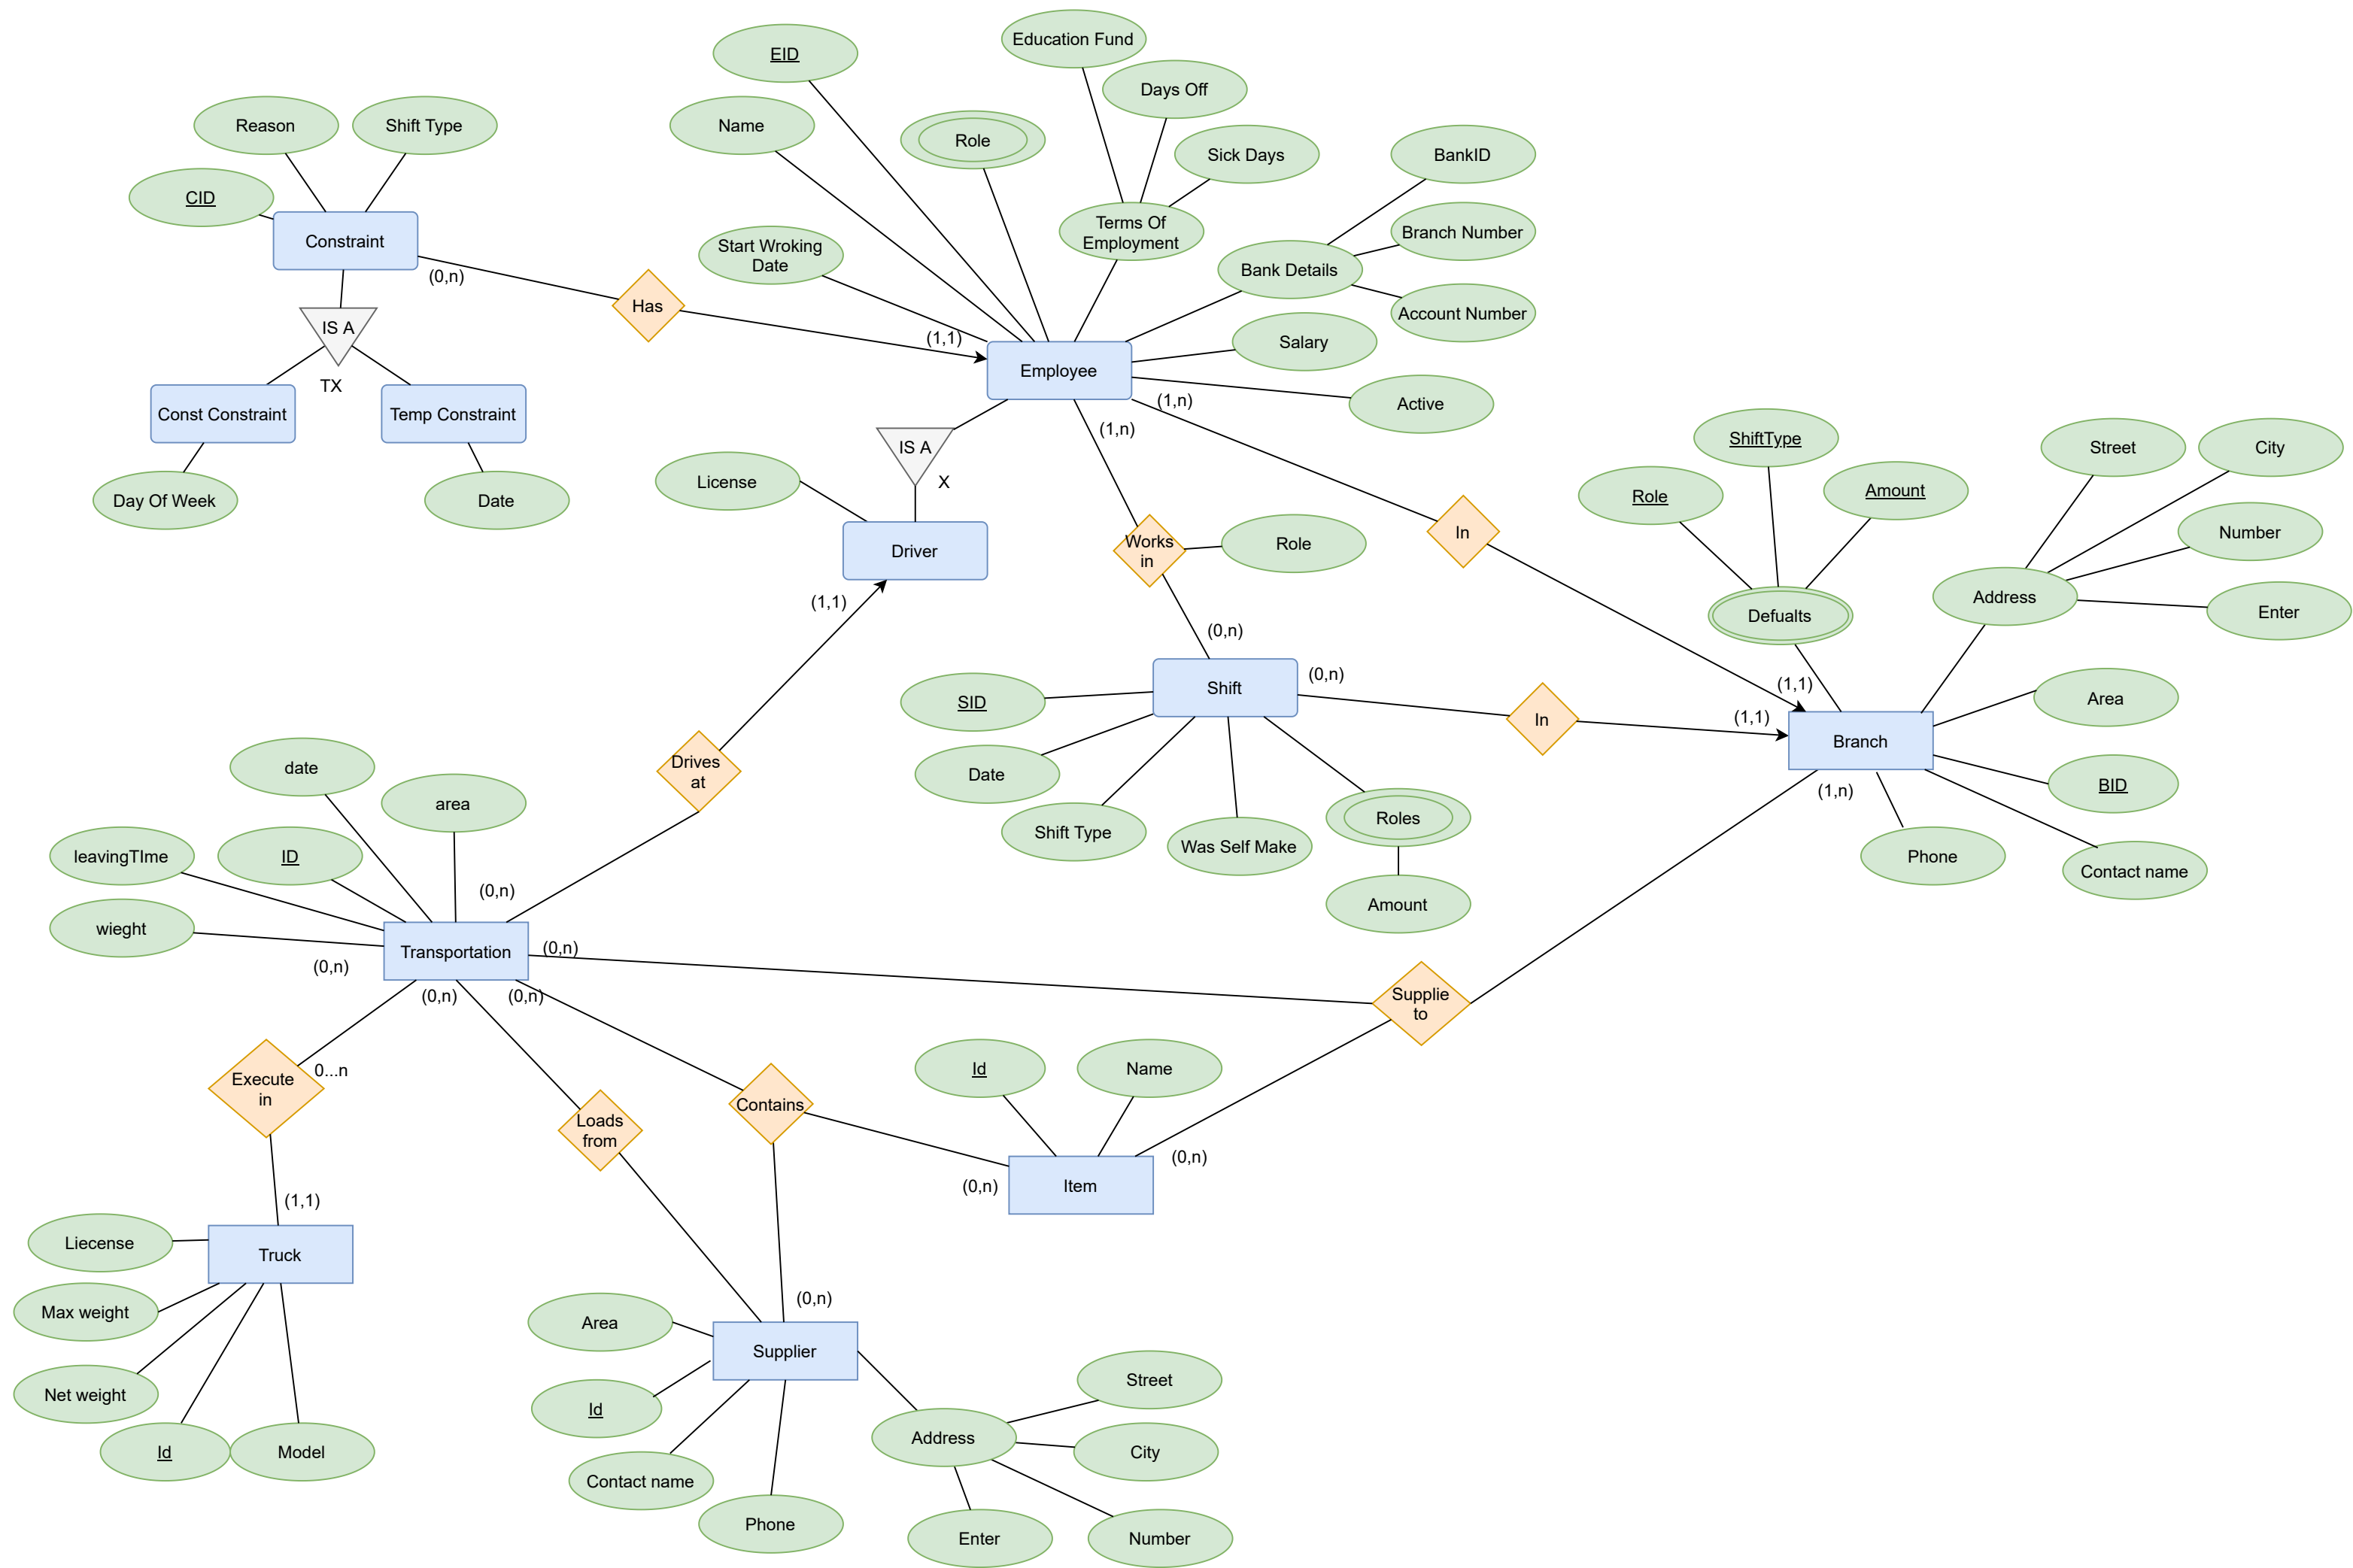 Education Fund
EID
Days Off
Reason
Shift Type
Name
Role
Sick Days
BankID
CID
Terms Of
Employment
Branch Number
Constraint
Start Wroking
Date
Bank Details
(0,n)
Has
Account Number
IS A
(1,1)
Salary
Employee
TX
(1,n)
Active
Const Constraint
Temp Constraint
(1,n)
ShiftType
Street
City
IS A
X
License
Role
Amount
Day Of Week
Date
In
Number
Driver
Works
in
Role
(1,1)
Defualts
Address
Enter
(0,n)
(0,n)
Shift
(1,1)
SID
In
(1,1)
Area
Branch
date
Drives
at
Date
(1,n)
BID
area
Roles
Shift Type
Was Self Make
leavingTIme
ID
Phone
Contact name
(0,n)
Amount
wieght
(0,n)
Transportation
(0,n)
(0,n)
(0,n)
Supplie
to
0...n
Execute
in
Id
Name
Contains
Loads
from
(0,n)
(0,n)
Item
(1,1)
Liecense
Truck
(0,n)
Max weight
Area
Supplier
Street
Net weight
Id
Address
City
Id
Model
Contact name
Phone
Enter
Number